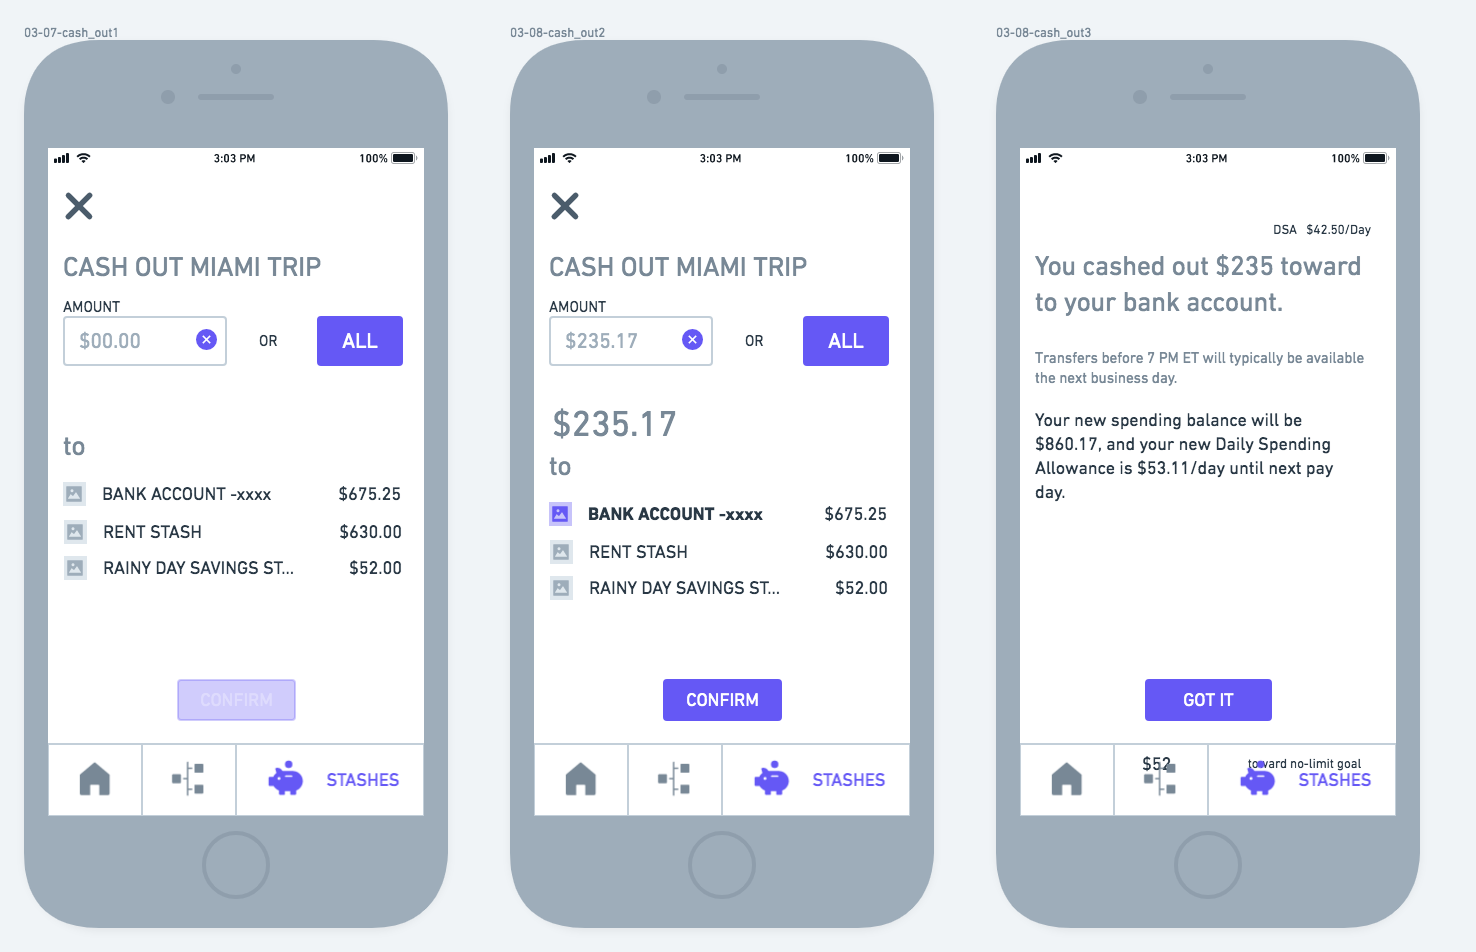 03-07-cash_out1
3:03 PM
100%
CASH OUT MIAMI TRIP
AMOUNT
$00.00
OR
ALL
to
BANK ACCOUNT -xxxx $675.25
RENT STASH $630.00
RAINY DAY SAVINGS ST... $52.00
CONFIRM
STASHES
03-08-cash_out2
3:03 PM
100%
CASH OUT MIAMI TRIP
AMOUNT
$235.17
OR
ALL
$235.17
to
BANK ACCOUNT -xxxx $675.25
RENT STASH $630.00
RAINY DAY SAVINGS ST... $52.00
CONFIRM
STASHES
03-08-cash_out3
3:03 PM
100%
DSA $42.50/Day
You cashed out $235 toward
to your bank account.
Transfers before 7 PM ET will typically be available
the next business day.
Your new spending balance will be
$860.17, and your new Daily Spending
Allowance is $53.11/day until next pay
day.
GOT IT
$52
toward no-limit goal
STASHES